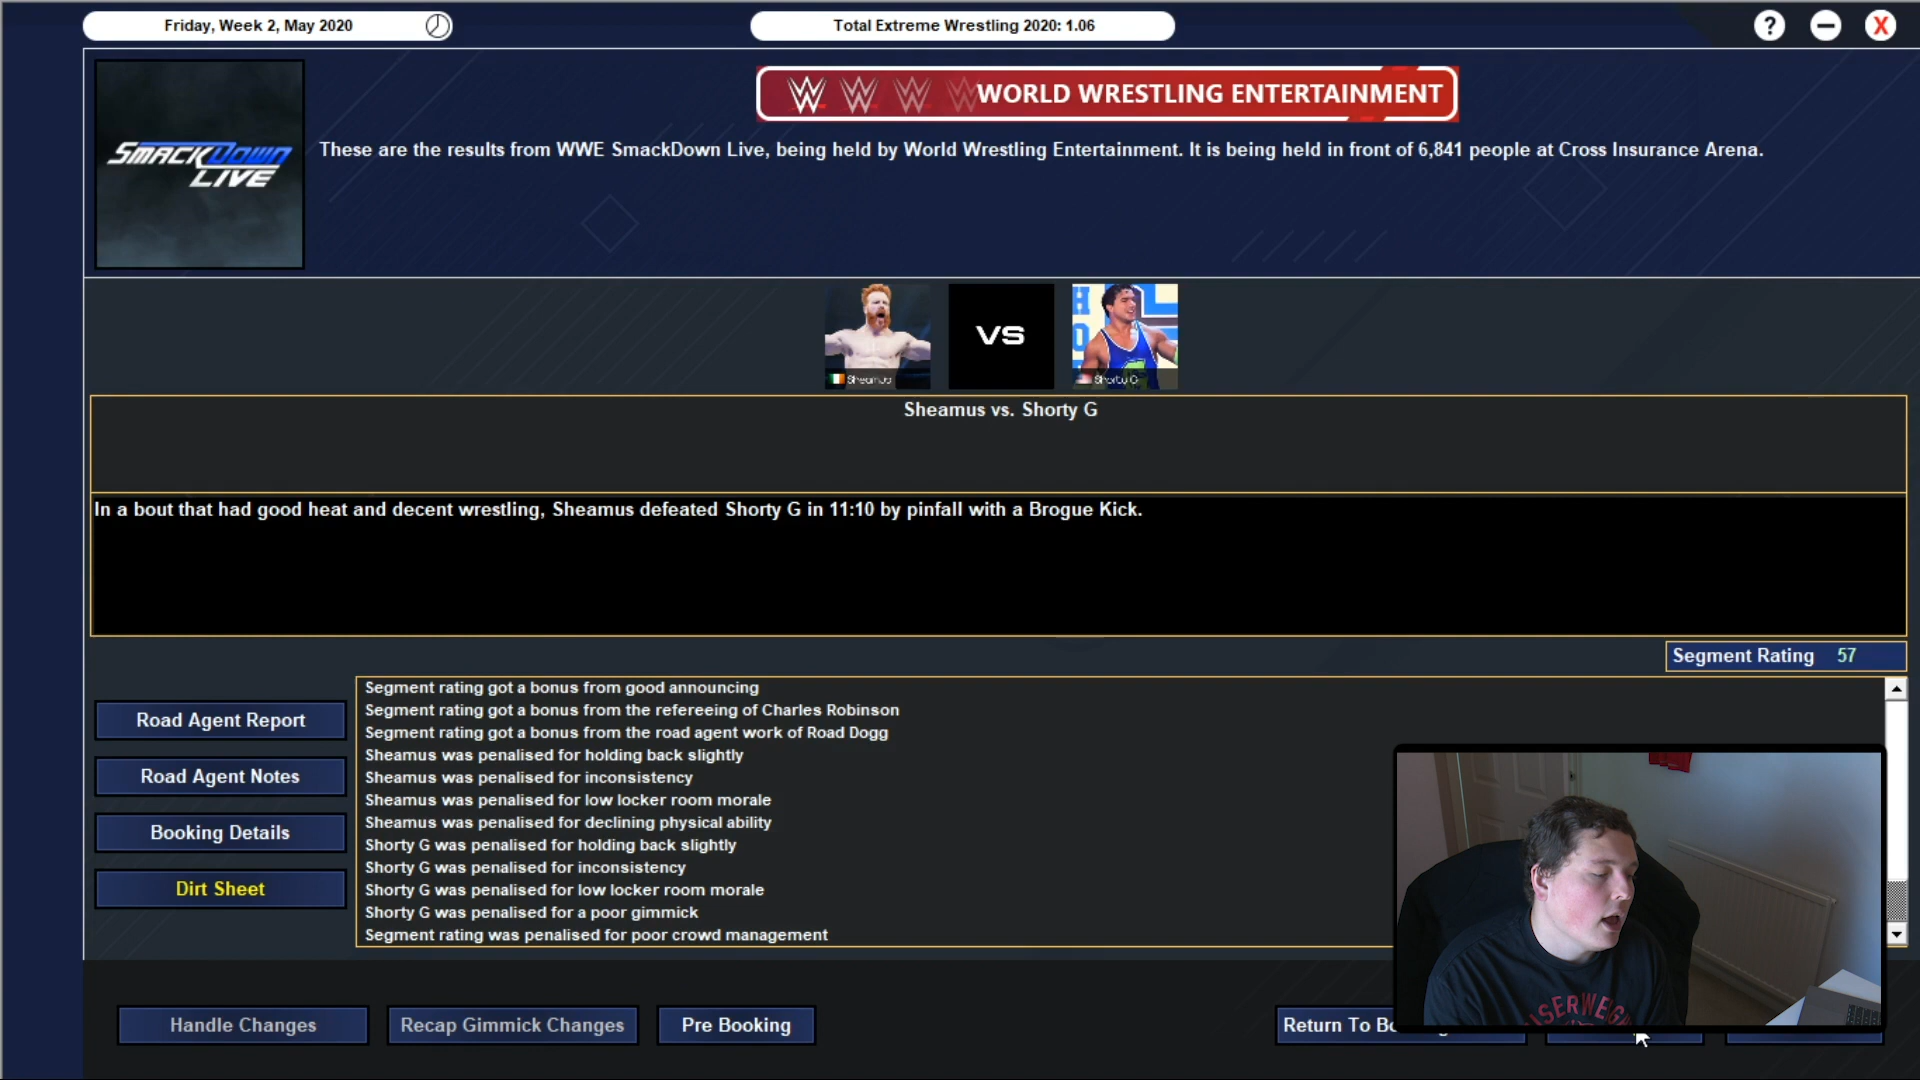 Friday, Week 2, May 2020
Total Extreme Wrestling 2020: 1.06
?
X
WORLD WRESTLING ENTERTAINMENT
SMACKDOWN
LIVE
These are the results from WWE SmackDown Live, being held by World Wrestling Entertainment. It is being held in front of 6,841 people at Cross Insurance Arena.
VS
Sheamus
Shorty G
Sheamus vs. Shorty G
In a bout that had good heat and decent wrestling, Sheamus defeated Shorty G in 11:10 by pinfall with a Brogue Kick.
Segment Rating 57
Road Agent Report
Road Agent Notes
Booking Details
Dirt Sheet
Segment rating got a bonus from good announcing
Segment rating got a bonus from the refereeing of Charles Robinson
Segment rating got a bonus from the road agent work of Road Dogg
Sheamus was penalised for holding back slightly
Sheamus was penalised for inconsistency
Sheamus was penalised for low locker room morale
Sheamus was penalised for declining physical ability
Shorty G was penalised for holding back slightly
Shorty G was penalised for inconsistency
Shorty G was penalised for low locker room morale
Shorty G was penalised for a poor gimmick
Segment rating was penalised for poor crowd management
Handle Changes
Recap Gimmick Changes
Pre Booking
Return To